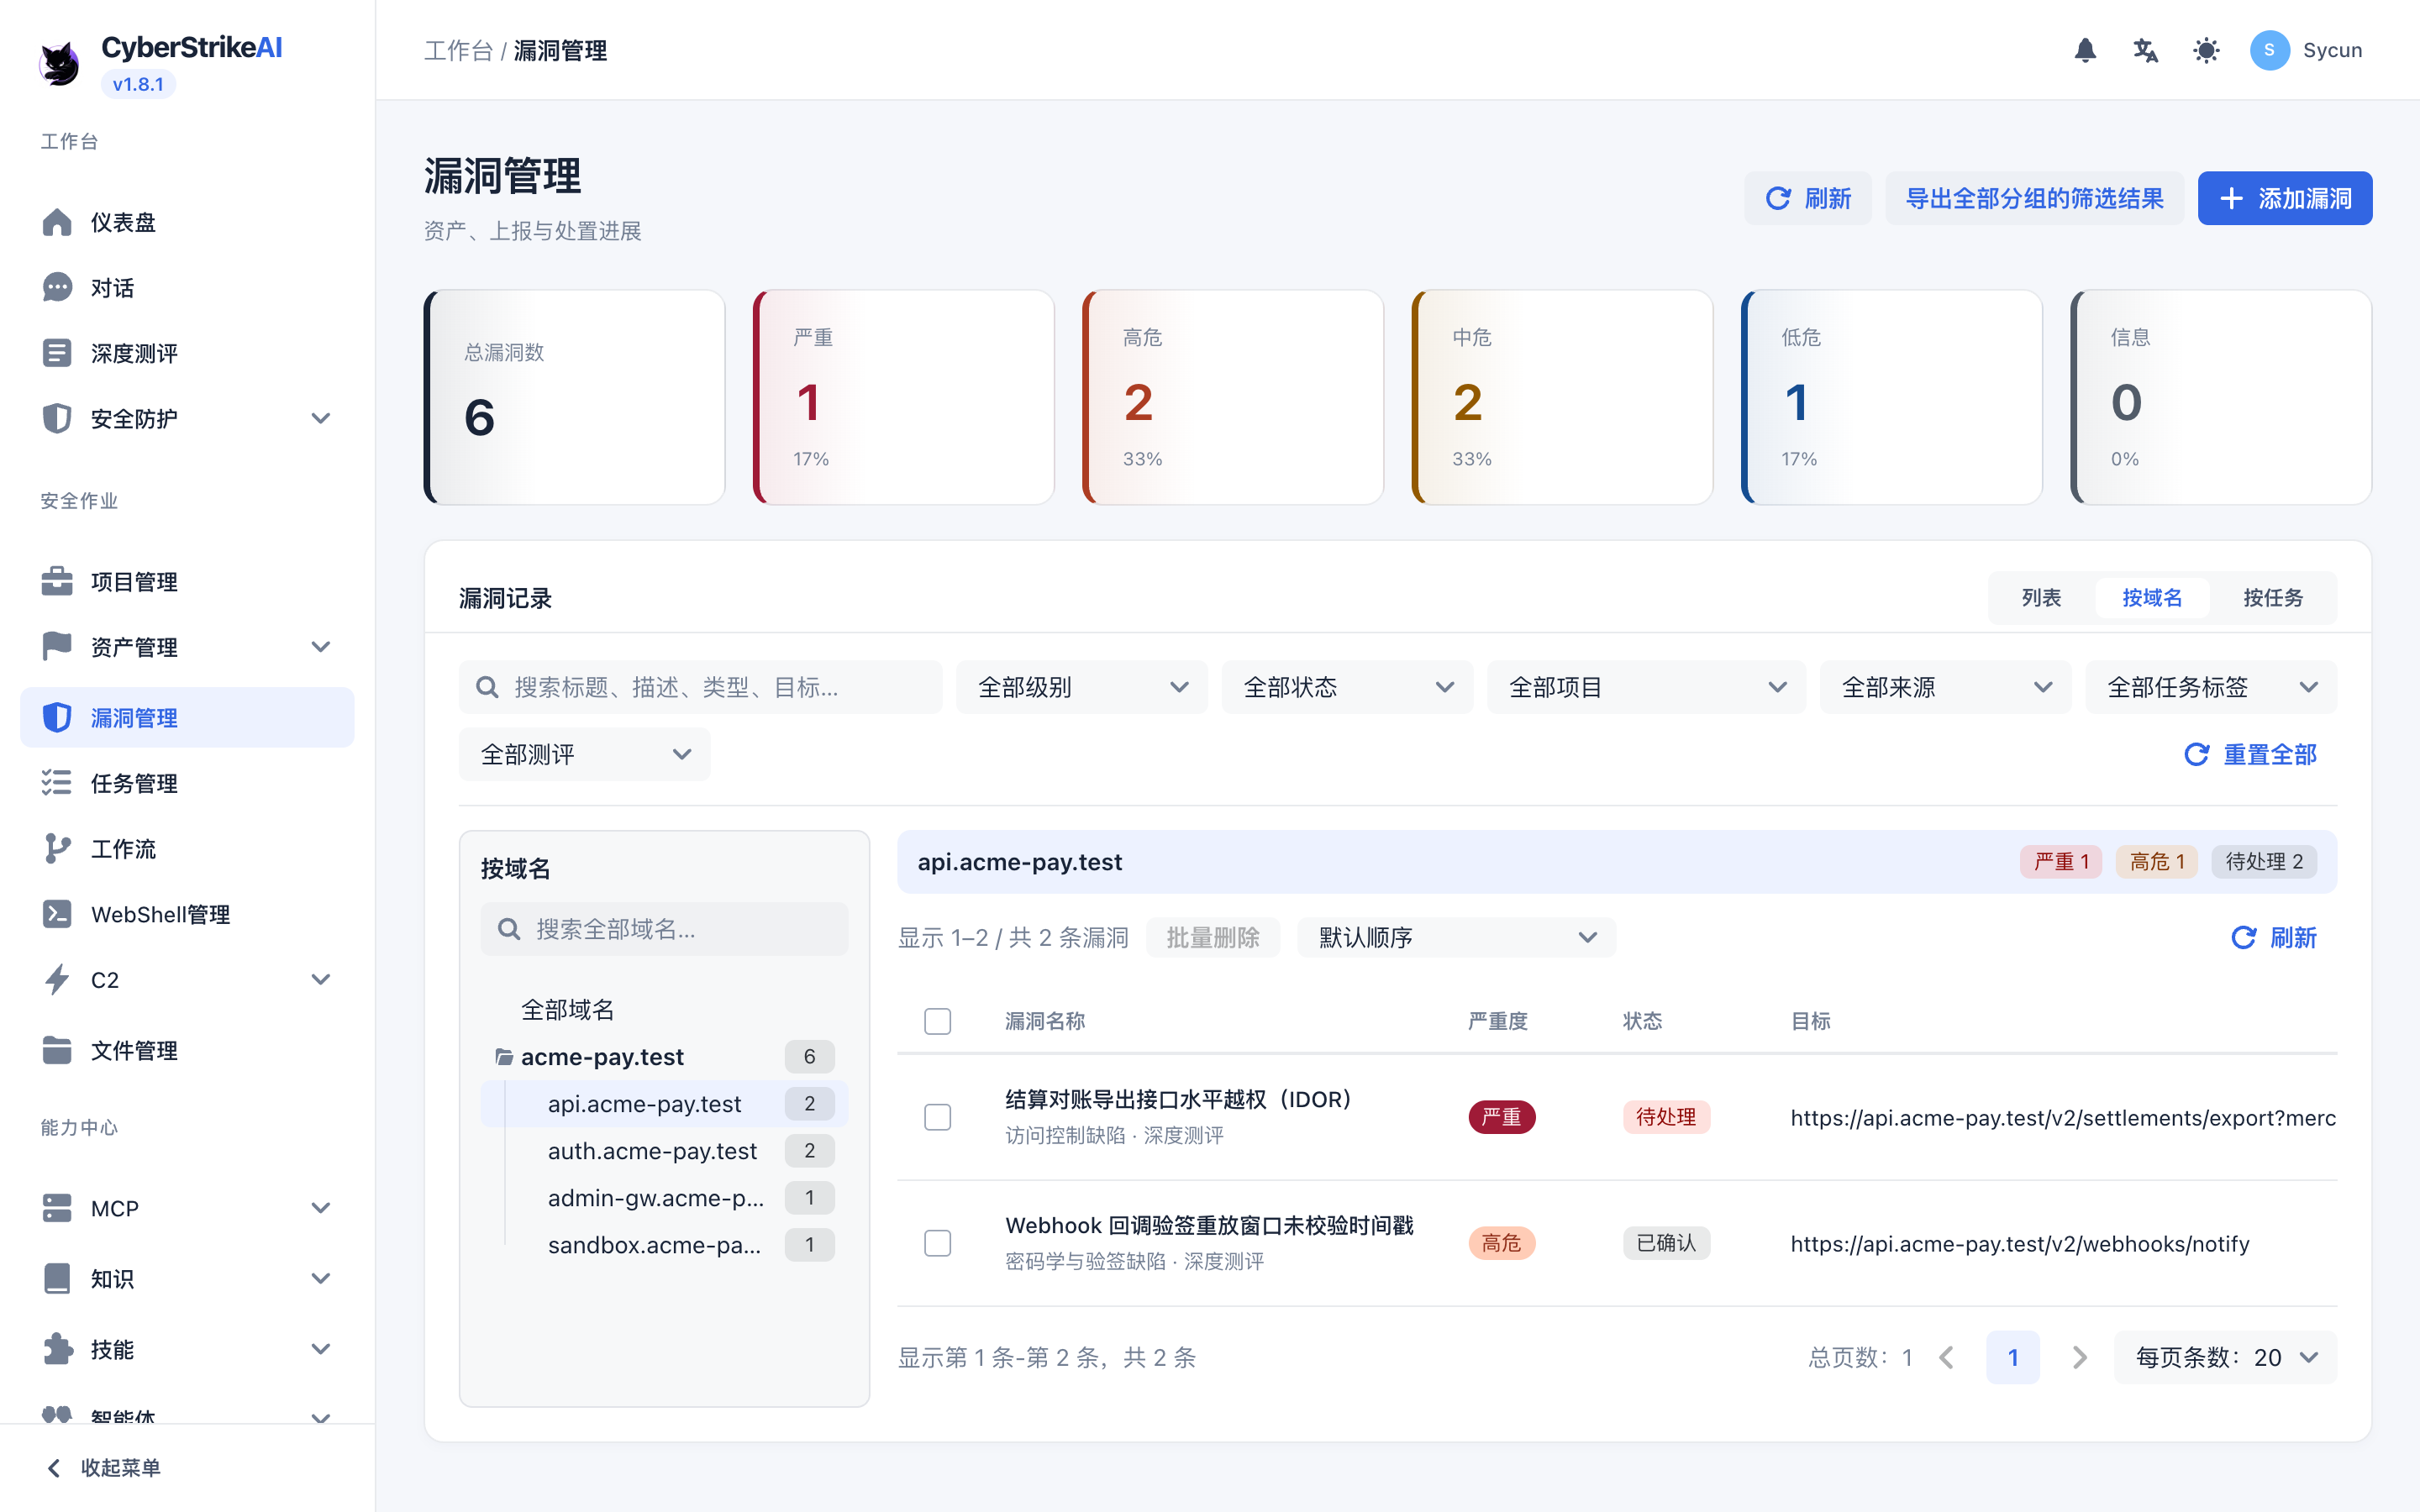 CyberStrikeAI
v1.8.1
工作台
仪表盘
对话
深度测评
安全防护
安全作业
项目管理
资产管理
漏洞管理
任务管理
工作流
WebShell管理
C2
文件管理
能力中心
MCP
知识
技能
智能体
收起菜单
工作台 / 漏洞管理
S Sycun
漏洞管理
资产、上报与处置进展
刷新 导出全部分组的筛选结果 添加漏洞
总漏洞数
6
严重
1
17%
高危
2
33%
中危
2
33%
低危
1
17%
信息
0
0%
漏洞记录
列表 按域名 按任务
搜索标题、描述、类型、目标... 全部级别 全部状态 全部项目 全部来源 全部任务标签
全部测评 重置全部
按域名
搜索全部域名...
全部域名
acme-pay.test 6
api.acme-pay.test 2
auth.acme-pay.test 2
admin-gw.acme-p... 1
sandbox.acme-pa... 1
api.acme-pay.test 严重 1 高危 1 待处理 2
显示 1–2 / 共 2 条漏洞 批量删除 默认顺序 刷新
漏洞名称 严重度 状态 目标
结算对账导出接口水平越权（IDOR）
访问控制缺陷 · 深度测评
严重 待处理 https://api.acme-pay.test/v2/settlements/export?merc
Webhook 回调验签重放窗口未校验时间戳
密码学与验签缺陷 · 深度测评
高危 已确认 https://api.acme-pay.test/v2/webhooks/notify
显示第 1 条-第 2 条，共 2 条 总页数：1 1 每页条数：20